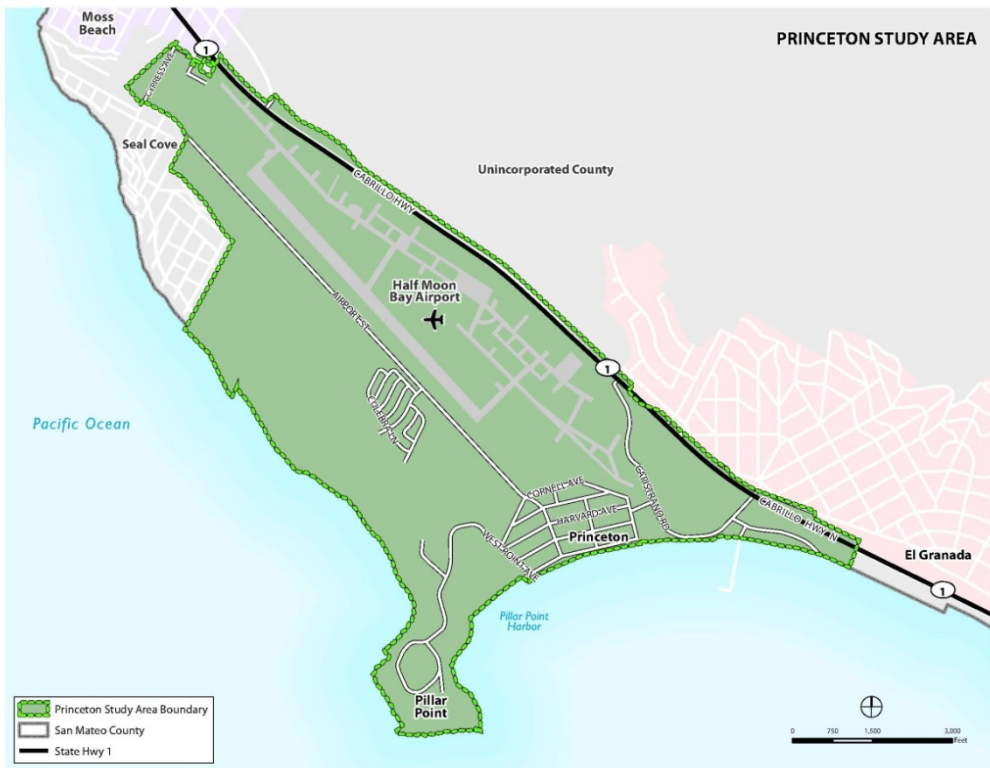 Moss
Beach
1
PRINCETON STUDY AREA
CYPRESS AVE
Seal Cove
Unincorporated County
CABRILLO HWY
Half Moon
Bay Airport
AIRPORT ST
1
Pacific Ocean
CORNELL AVE
CAPISTRANO RD
HARVARD AVE
CABRILLO HWY N
Princeton
WEST POINT AVE
El Granada
1
Pillar Point
Harbor
Pillar
Point
Princeton Study Area Boundary
San Mateo County
State Hwy 1
0 750 1,500 3,000
Feet